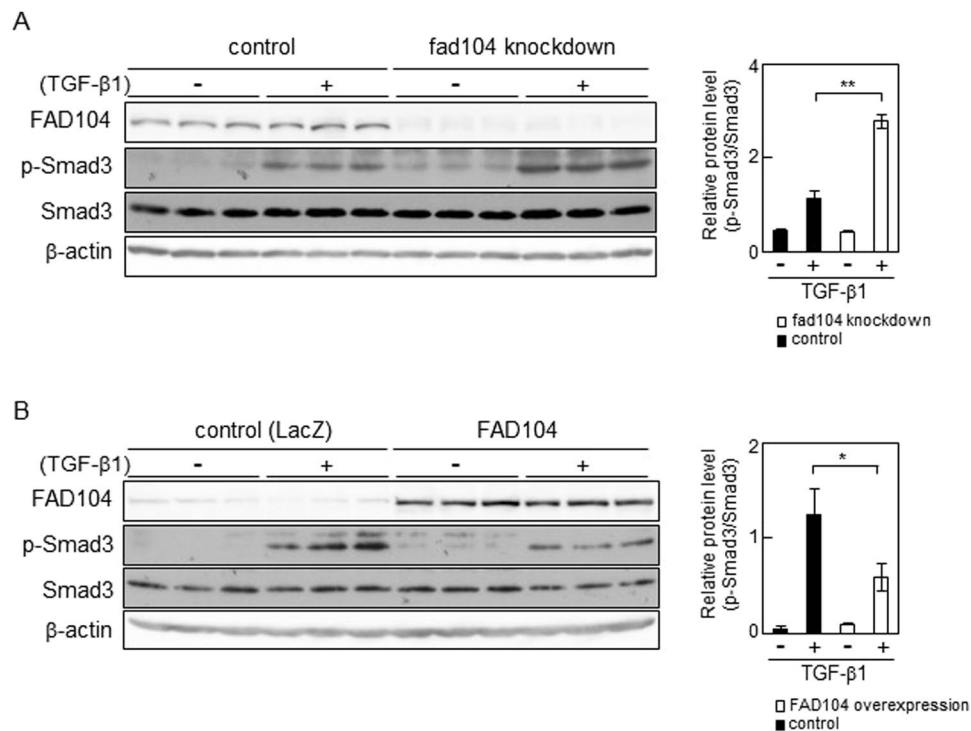 A
control fad104 knockdown
(TGF-β1) - + - +
FAD104
p-Smad3
Smad3
β-actin
Relative protein level
(p-Smad3/Smad3)
4
2
0
**
- + - +
TGF-β1
fad104 knockdown
control
B
control (LacZ) FAD104
(TGF-β1) - + - +
FAD104
p-Smad3
Smad3
β-actin
Relative protein level
(p-Smad3/Smad3)
2
1
0
*
- + - +
TGF-β1
FAD104 overexpression
control